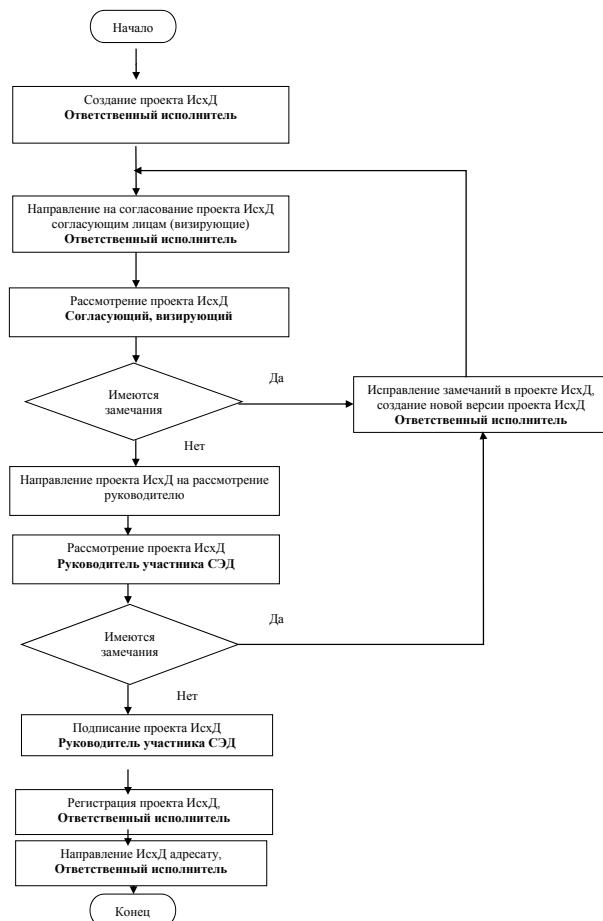 Начало
Создание проекта ИсхД
Ответственный исполнитель
Направление на согласование проекта ИсхД
согласующим лицам (визирующие)
Ответственный исполнитель
Рассмотрение проекта ИсхД
Согласующий, визирующий
Имеются
замечания
Да
Исправление замечаний в проекте ИсхД,
создание новой версии проекта ИсхД
Ответственный исполнитель
Нет
Направление проекта ИсхД на рассмотрение
руководителю
Рассмотрение проекта ИсхД
Руководитель участника СЭД
Имеются
замечания
Да
Нет
Подписание проекта ИсхД
Руководитель участника СЭД
Регистрация проекта ИсхД,
Ответственный исполнитель
Направление ИсхД адресату,
Ответственный исполнитель
Конец